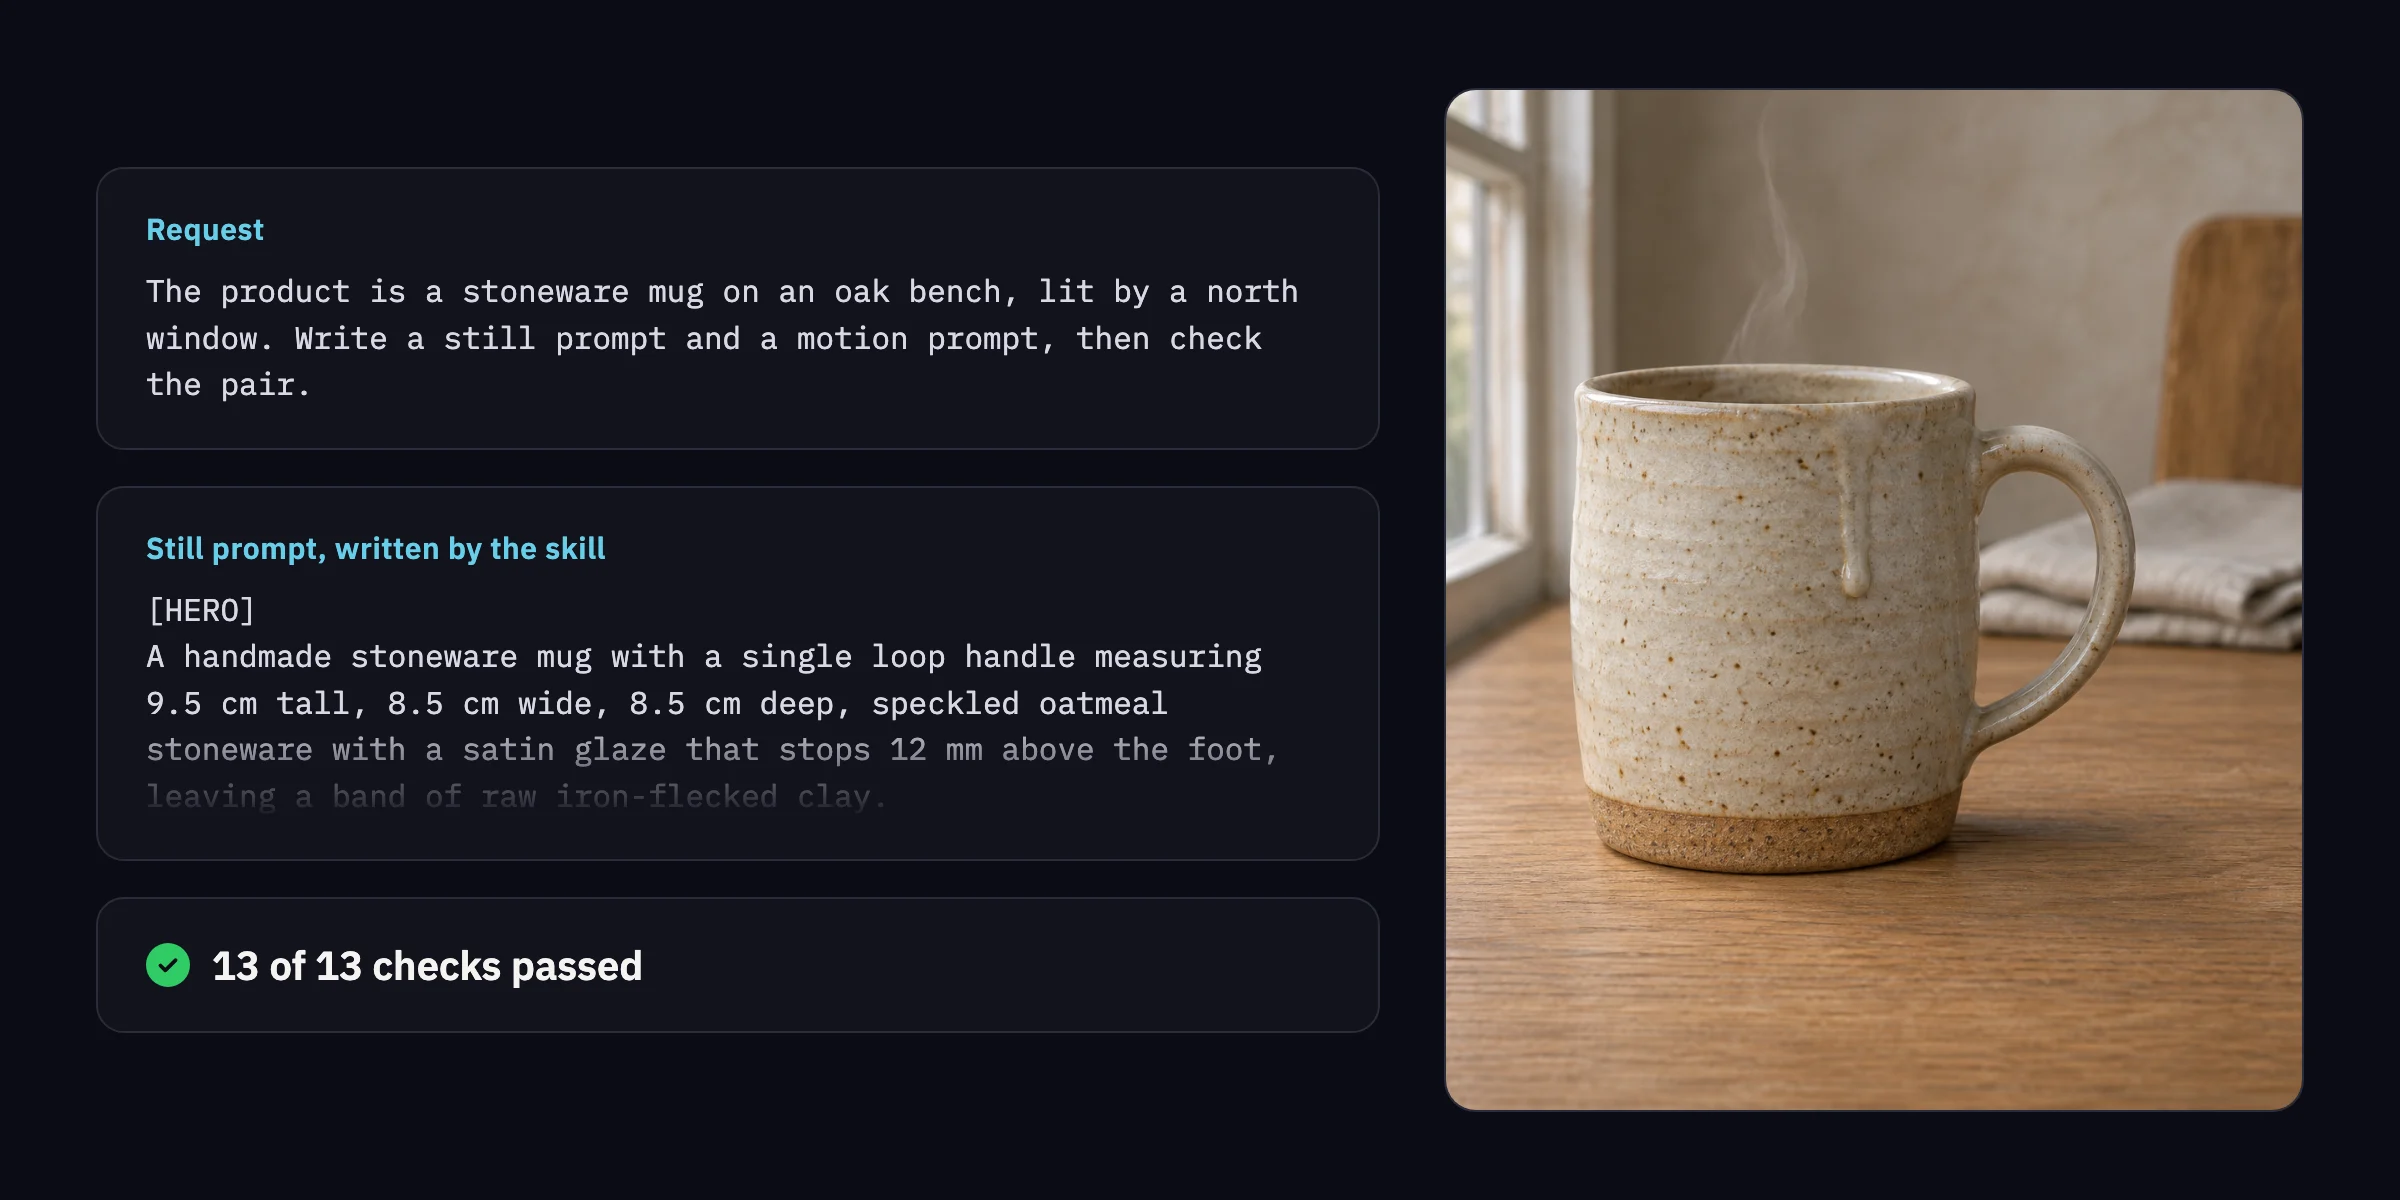 Request
The product is a stoneware mug on an oak bench, lit by a north
window. Write a still prompt and a motion prompt, then check
the pair.
Still prompt, written by the skill
[HERO]
A handmade stoneware mug with a single loop handle measuring
9.5 cm tall, 8.5 cm wide, 8.5 cm deep, speckled oatmeal
stoneware with a satin glaze that stops 12 mm above the foot,
leaving a band of raw iron-flecked clay.
13 of 13 checks passed